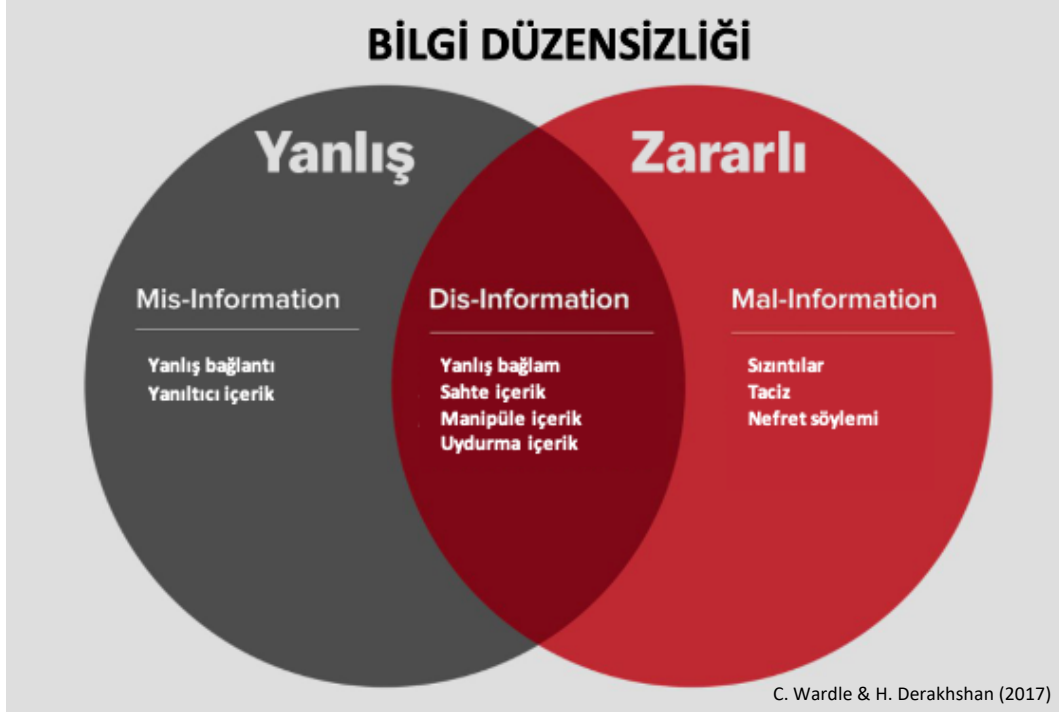 BİLGİ DÜZENSİZLİĞİ
Yanlış
Zararlı
Mis-Information
Yanlış bağlantı
Yanıltıcı içerik
Dis-Information
Yanlış bağlam
Sahte içerik
Manipüle içerik
Uydurma içerik
Mal-Information
Sızıntılar
Taciz
Nefret söylemi
C. Wardle & H. Derakhshan (2017)